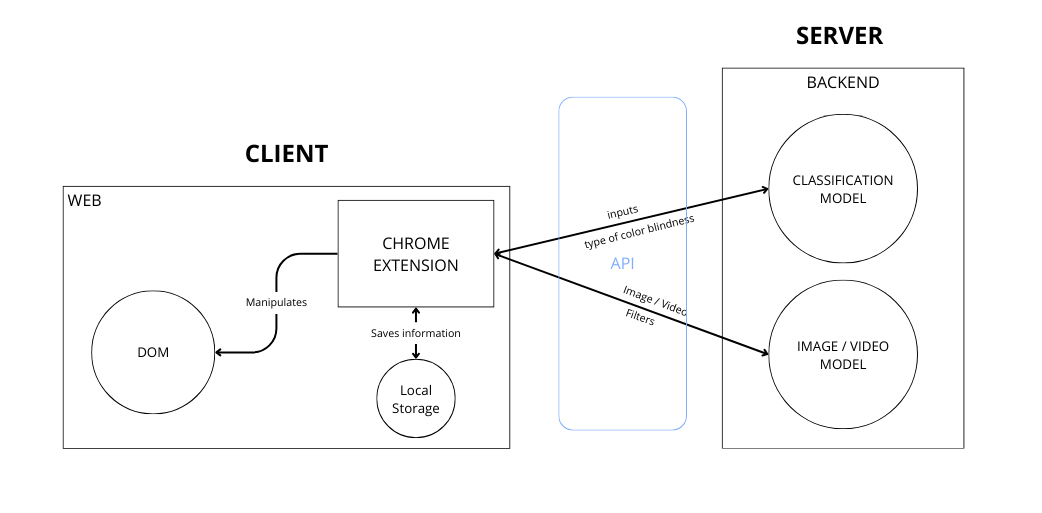 SERVER
BACKEND
CLASSIFICATION
MODEL
IMAGE / VIDEO
MODEL
CLIENT
WEB
CHROME
EXTENSION
Manipulates
DOM
Saves information
Local
Storage
inputs
type of color blindness
API
Image / Video
Filters